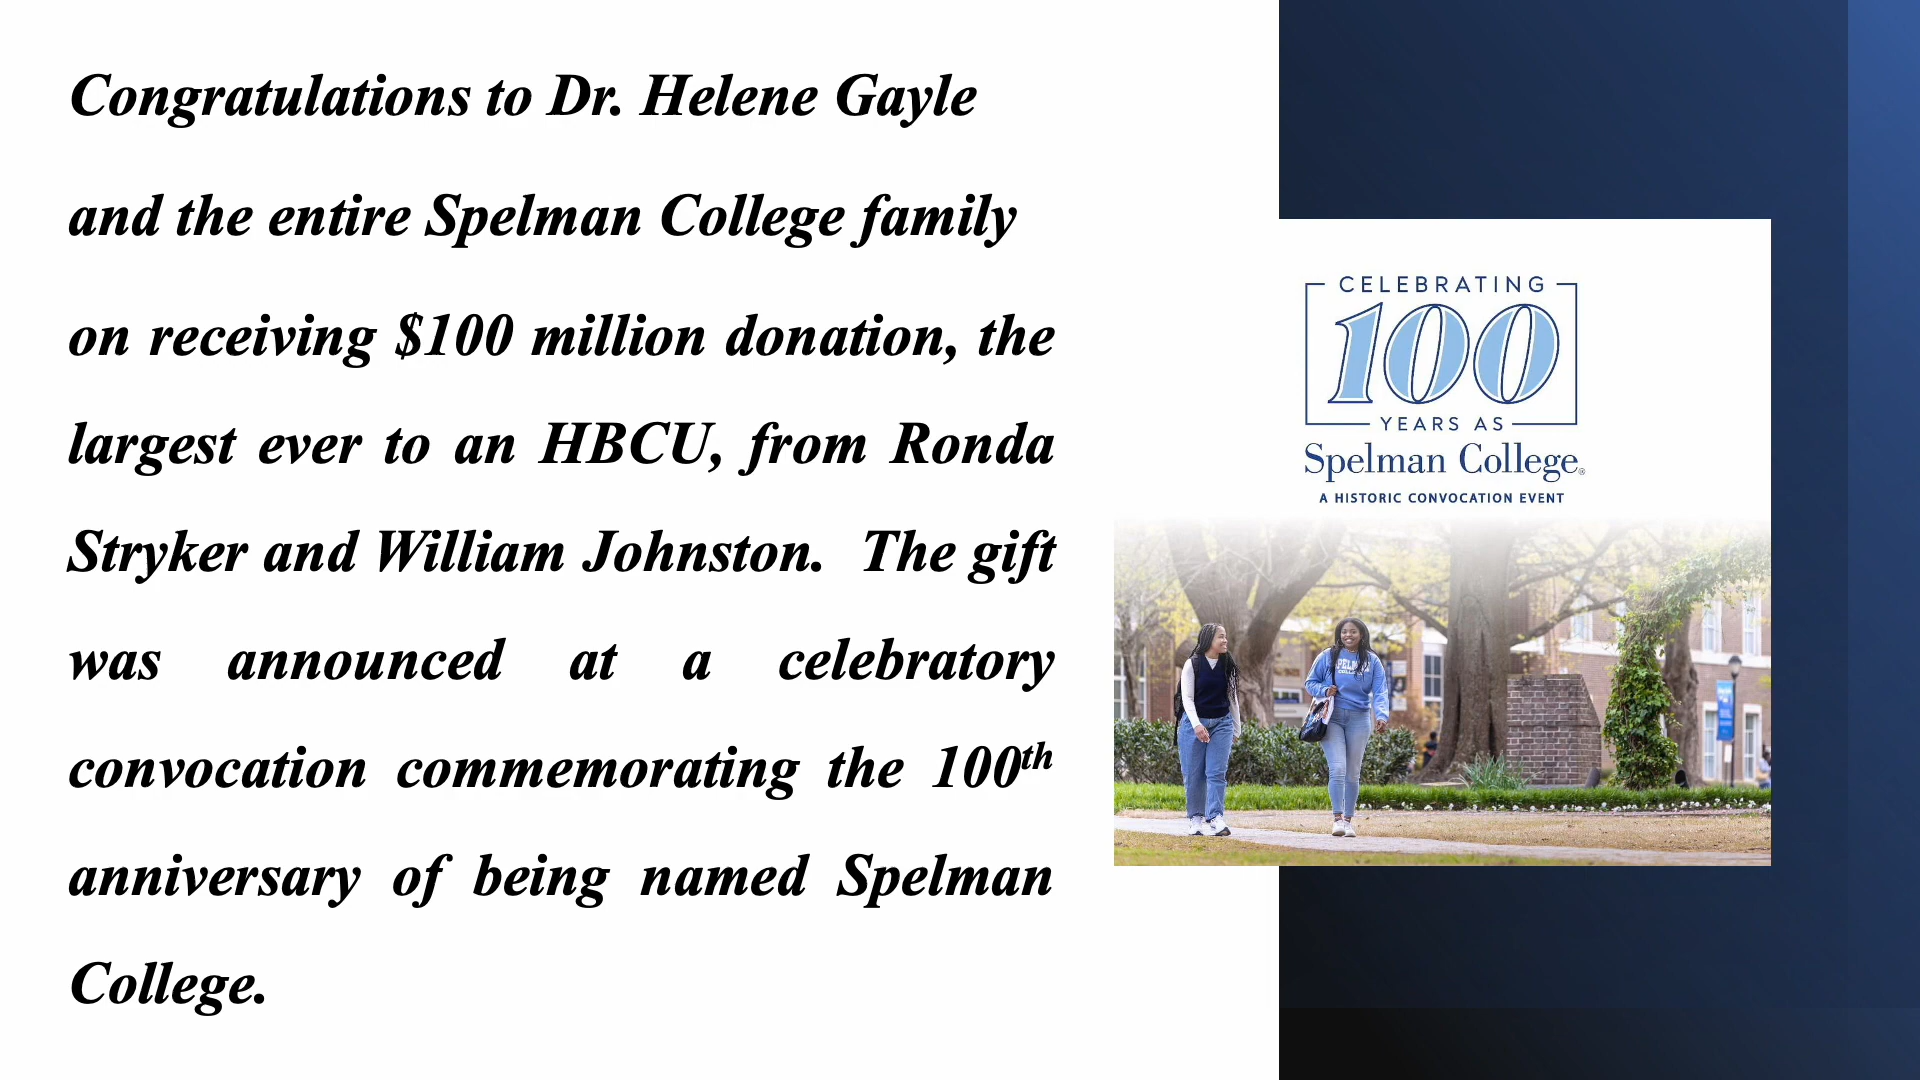 Congratulations to Dr. Helene Gayle
and the entire Spelman College family
on receiving $100 million donation, the
largest ever to an HBCU, from Ronda
Stryker and William Johnston.  The gift
was announced at a celebratory
convocation commemorating the 100th
anniversary of being named Spelman
College.
CELEBRATING
100
YEARS AS
Spelman College®
A HISTORIC CONVOCATION EVENT
SPELMAN
COLLEGE